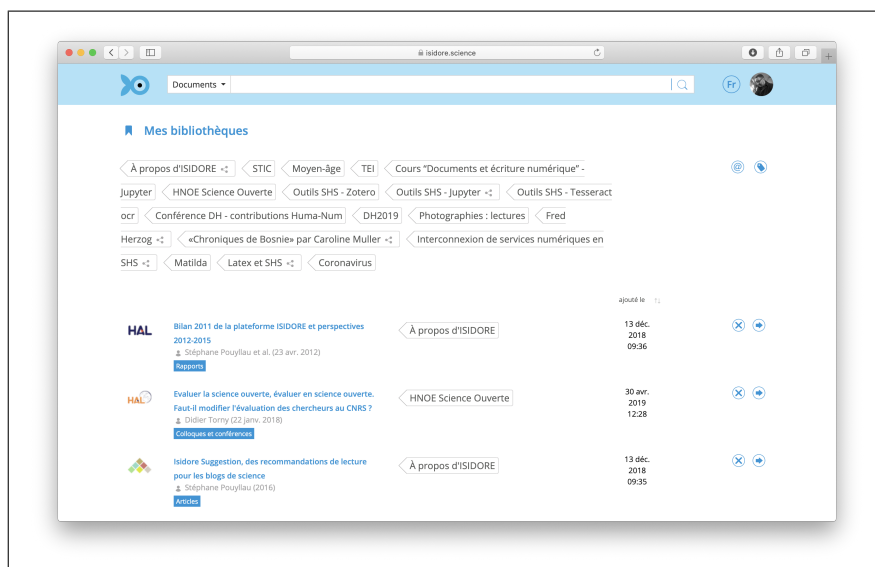 isidore.science
Documents
Fr
Mes bibliothèques
À propos d'ISIDORE
STIC
Moyen-âge
TEI
Cours "Documents et écriture numérique" -
Jupyter
HNOE Science Ouverte
Outils SHS - Zotero
Outils SHS - Jupyter
Outils SHS - Tesseract
ocr
Conférence DH - contributions Huma-Num
DH2019
Photographies : lectures
Fred
Herzog
«Chroniques de Bosnie» par Caroline Muller
Interconnexion de services numériques en
SHS
Matilda
Latex et SHS
Coronavirus
ajouté le
HAL
Bilan 2011 de la plateforme ISIDORE et perspectives
2012-2015
Stéphane Pouyllau et al. (23 avr. 2012)
Rapports
À propos d'ISIDORE
13 déc.
2018
09:36
HAL
Evaluer la science ouverte, évaluer en science ouverte.
Faut-il modifier l'évaluation des chercheurs au CNRS ?
Didier Torny (22 janv. 2018)
Colloques et conférences
HNOE Science Ouverte
30 avr.
2019
12:28
Isidore Suggestion, des recommandations de lecture
pour les blogs de science
Stéphane Pouyllau (2016)
Articles
À propos d'ISIDORE
13 déc.
2018
09:35